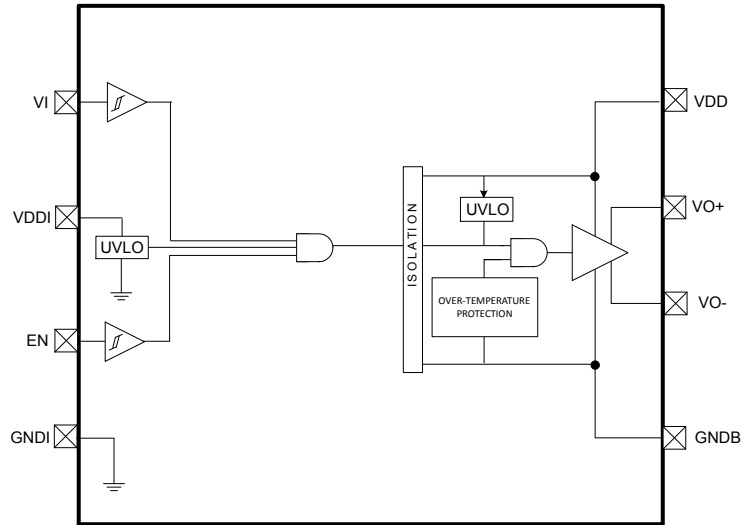 VI
VDD
VDDI
UVLO
ISOLATION
UVLO
OVER-TEMPERATURE
PROTECTION
VO+
VO-
EN
GNDI
GNDB